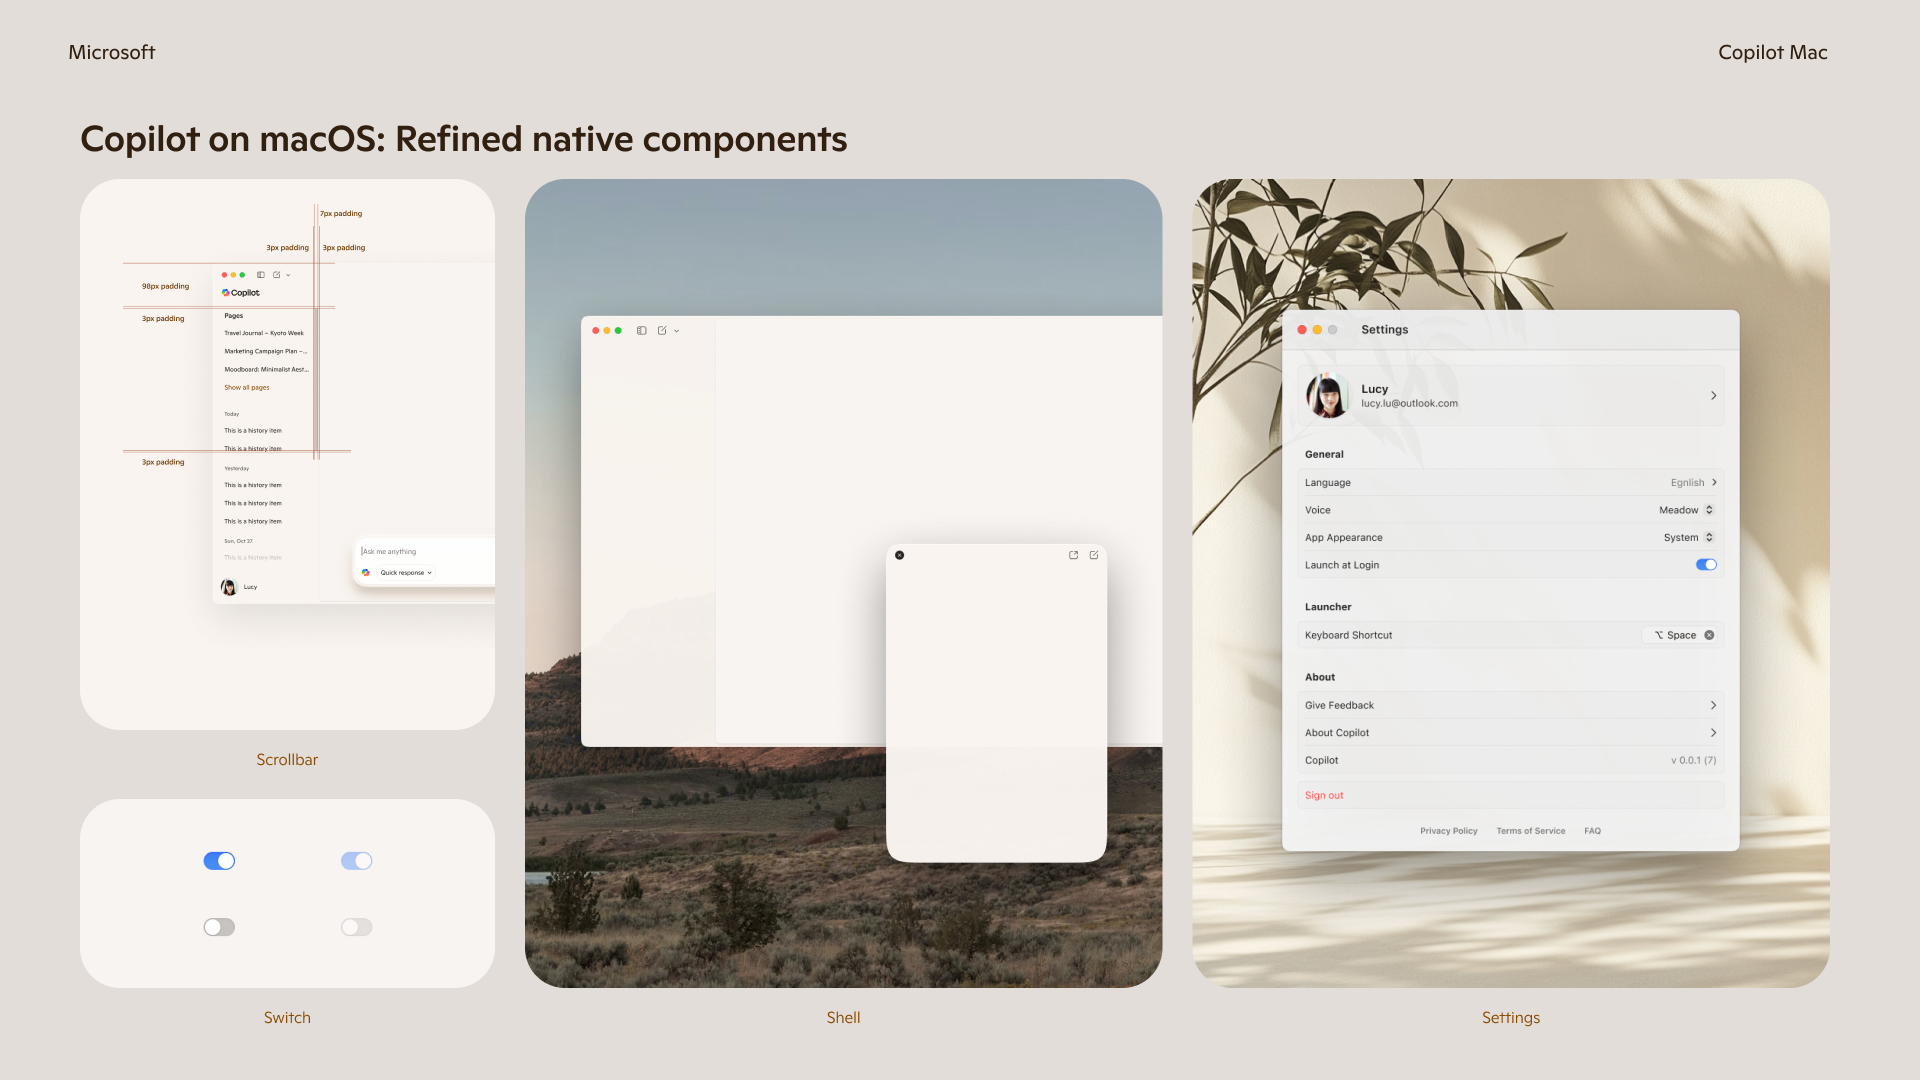 Microsoft
Copilot Mac
Copilot on macOS: Refined native components
7px padding
3px padding
3px padding
98px padding
3px padding
3px padding
Copilot
Pages
Travel Journal – Kyoto Week
Marketing Campaign Plan –...
Moodboard: Minimalist Aest...
Show all pages
Today
This is a history item
This is a history item
Yesterday
This is a history item
This is a history item
This is a history item
Sun, Oct 27
This is a history item
Lucy
Ask me anything
Quick response
Scrollbar
Switch
Shell
Settings
Lucy
lucy.lu@outlook.com
General
Language
Egnlish
Voice
Meadow
App Appearance
System
Launch at Login
Launcher
Keyboard Shortcut
⌥ Space
About
Give Feedback
About Copilot
Copilot
v 0.0.1 (7)
Sign out
Privacy Policy
Terms of Service
FAQ
Settings